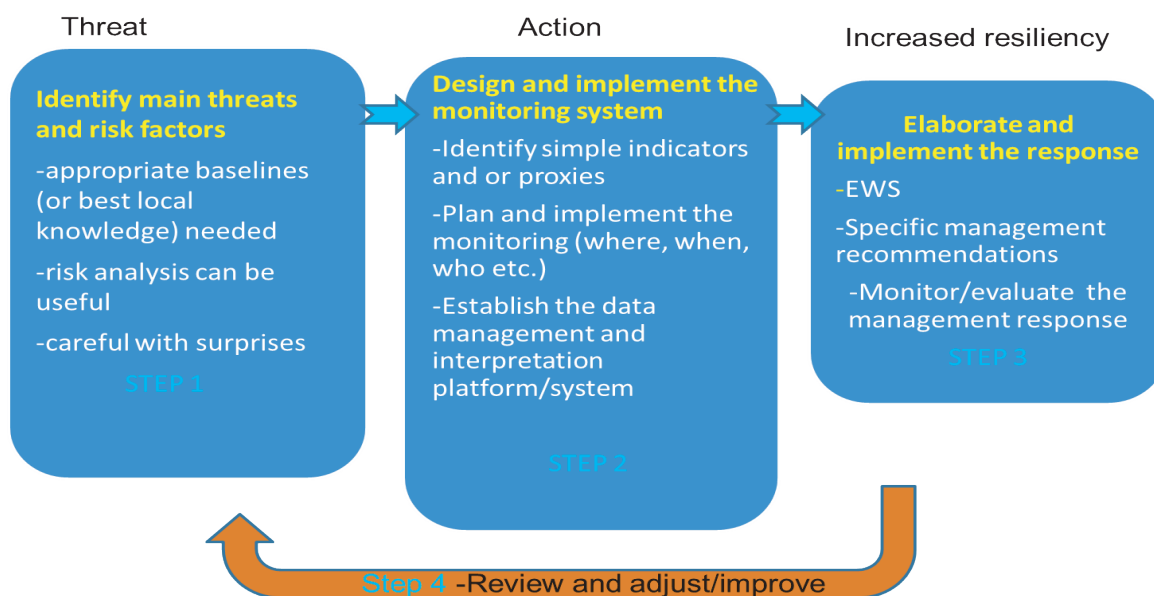 Threat
Identify main threats
and risk factors
-appropriate baselines
(or best local
knowledge) needed
-risk analysis can be
useful
-careful with surprises
STEP 1
Action
Design and implement the
monitoring system
-Identify simple indicators
and or proxies
-Plan and implement the
monitoring (where, when,
who etc.)
-Establish the data
management and
interpretation
platform/system
STEP 2
Increased resiliency
Elaborate and
implement the response
-EWS
-Specific management
recommendations
-Monitor/evaluate the
management response
STEP 3
Step 4 -Review and adjust/improve